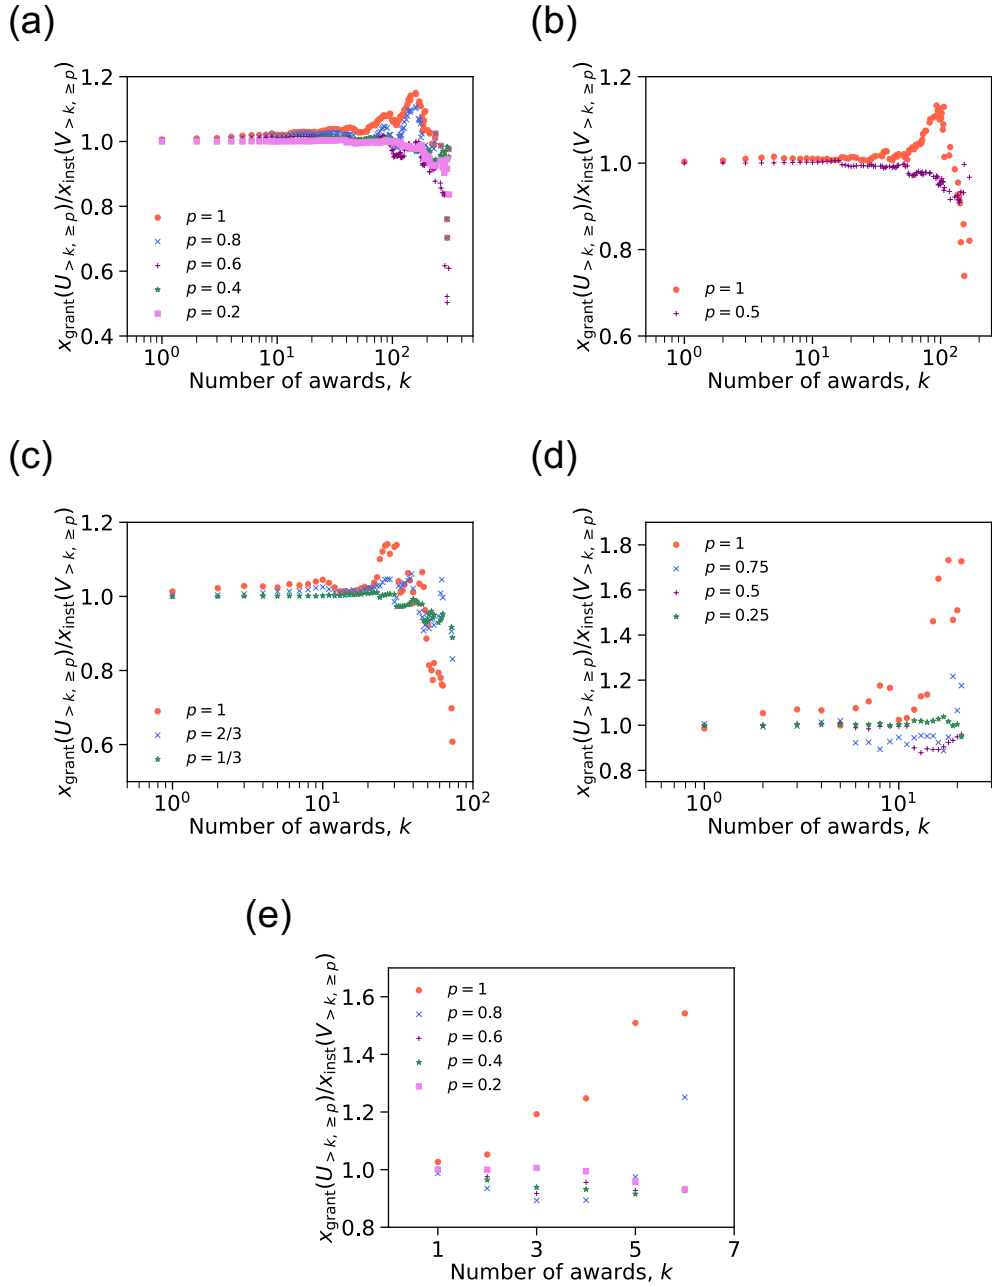 (a)
x_grant(U_{>k, ≥p})/x_inst(V_{>k, ≥p})
1.2
1.0
0.8
0.6
0.4
p = 1
p = 0.8
p = 0.6
p = 0.4
p = 0.2
10^0
10^1
10^2
Number of awards, k
(b)
x_grant(U_{>k, ≥p})/x_inst(V_{>k, ≥p})
1.2
1.0
0.8
0.6
p = 1
p = 0.5
10^0
10^1
10^2
Number of awards, k
(c)
x_grant(U_{>k, ≥p})/x_inst(V_{>k, ≥p})
1.2
1.0
0.8
0.6
p = 1
p = 2/3
p = 1/3
10^0
10^1
10^2
Number of awards, k
(d)
x_grant(U_{>k, ≥p})/x_inst(V_{>k, ≥p})
1.8
1.6
1.4
1.2
1.0
0.8
p = 1
p = 0.75
p = 0.5
p = 0.25
10^0
10^1
Number of awards, k
(e)
x_grant(U_{>k, ≥p})/x_inst(V_{>k, ≥p})
1.6
1.4
1.2
1.0
0.8
p = 1
p = 0.8
p = 0.6
p = 0.4
p = 0.2
1
3
5
7
Number of awards, k